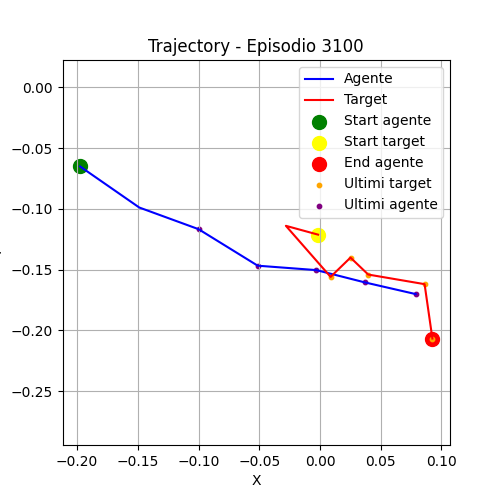 Trajectory - Episodio 3100
Agente
Target
Start agente
Start target
End agente
Ultimi target
Ultimi agente
0.00
−0.05
−0.10
−0.15
−0.20
−0.25
−0.20
−0.15
−0.10
−0.05
0.00
0.05
0.10
X